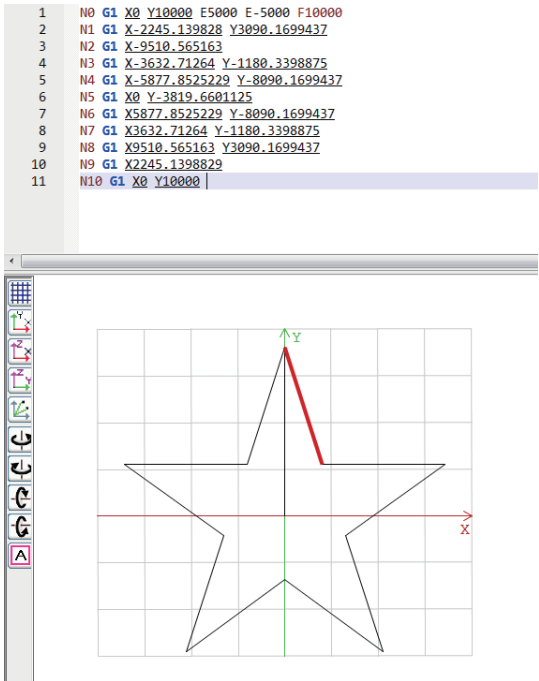 1 N0 G1 X0 Y10000 E5000 E-5000 F10000
2 N1 G1 X-2245.139828 Y3090.1699437
3 N2 G1 X-9510.565163
4 N3 G1 X-3632.71264 Y-1180.3398875
5 N4 G1 X-5877.8525229 Y-8090.1699437
6 N5 G1 X0 Y-3819.6601125
7 N6 G1 X5877.8525229 Y-8090.1699437
8 N7 G1 X3632.71264 Y-1180.3398875
9 N8 G1 X9510.565163 Y3090.1699437
10 N9 G1 X2245.1398829
11 N10 G1 X0 Y10000
Y
X
Z
X
Z
Y
A
Y
X